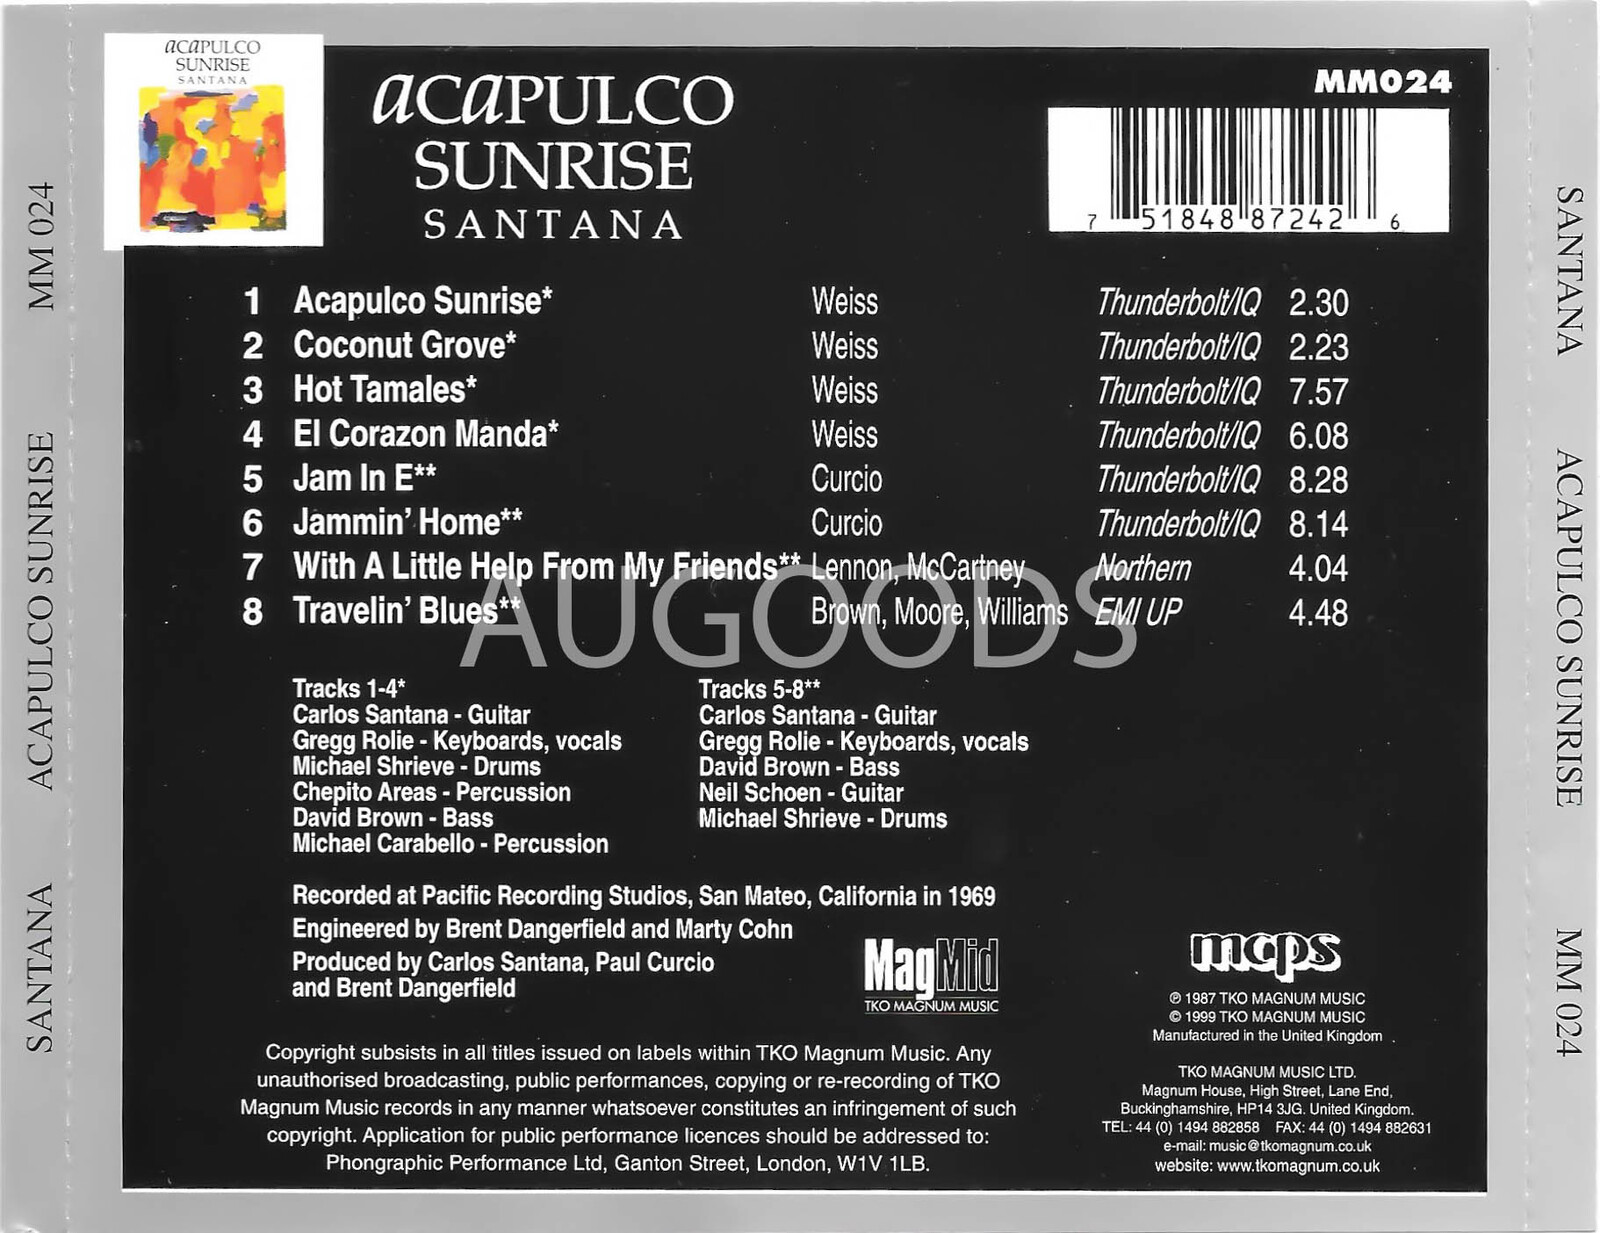 MM 024
ACAPULCO SUNRISE
SANTANA
acaPULCO
SUNRISE
SANTANA
acaPULCO
SUNRISE
SANTANA
MM024
7 51848 87242 6
1 Acapulco Sunrise* Weiss Thunderbolt/IQ 2.30
2 Coconut Grove* Weiss Thunderbolt/IQ 2.23
3 Hot Tamales* Weiss Thunderbolt/IQ 7.57
4 El Corazon Manda* Weiss Thunderbolt/IQ 6.08
5 Jam In E** Curcio Thunderbolt/IQ 8.28
6 Jammin' Home** Curcio Thunderbolt/IQ 8.14
7 With A Little Help From My Friends** Lennon, McCartney Northern 4.04
8 Travelin' Blues** Brown, Moore, Williams EMI UP 4.48
AUGOODS
Tracks 1-4*
Carlos Santana - Guitar
Gregg Rolie - Keyboards, vocals
Michael Shrieve - Drums
Chepito Areas - Percussion
David Brown - Bass
Michael Carabello - Percussion
Tracks 5-8**
Carlos Santana - Guitar
Gregg Rolie - Keyboards, vocals
David Brown - Bass
Neil Schoen - Guitar
Michael Shrieve - Drums
Recorded at Pacific Recording Studios, San Mateo, California in 1969
Engineered by Brent Dangerfield and Marty Cohn
Produced by Carlos Santana, Paul Curcio
and Brent Dangerfield
MagMid
TKO MAGNUM MUSIC
mcps
℗ 1987 TKO MAGNUM MUSIC
© 1999 TKO MAGNUM MUSIC
Manufactured in the United Kingdom .
Copyright subsists in all titles issued on labels within TKO Magnum Music. Any
unauthorised broadcasting, public performances, copying or re-recording of TKO
Magnum Music records in any manner whatsoever constitutes an infringement of such
copyright. Application for public performance licences should be addressed to:
Phongraphic Performance Ltd, Ganton Street, London, W1V 1LB.
TKO MAGNUM MUSIC LTD.
Magnum House, High Street, Lane End,
Buckinghamshire, HP14 3JG. United Kingdom.
TEL: 44 (0) 1494 882858 FAX: 44 (0) 1494 882631
e-mail: music@tkomagnum.co.uk
website: www.tkomagnum.co.uk
SANTANA
ACAPULCO SUNRISE
MM 024